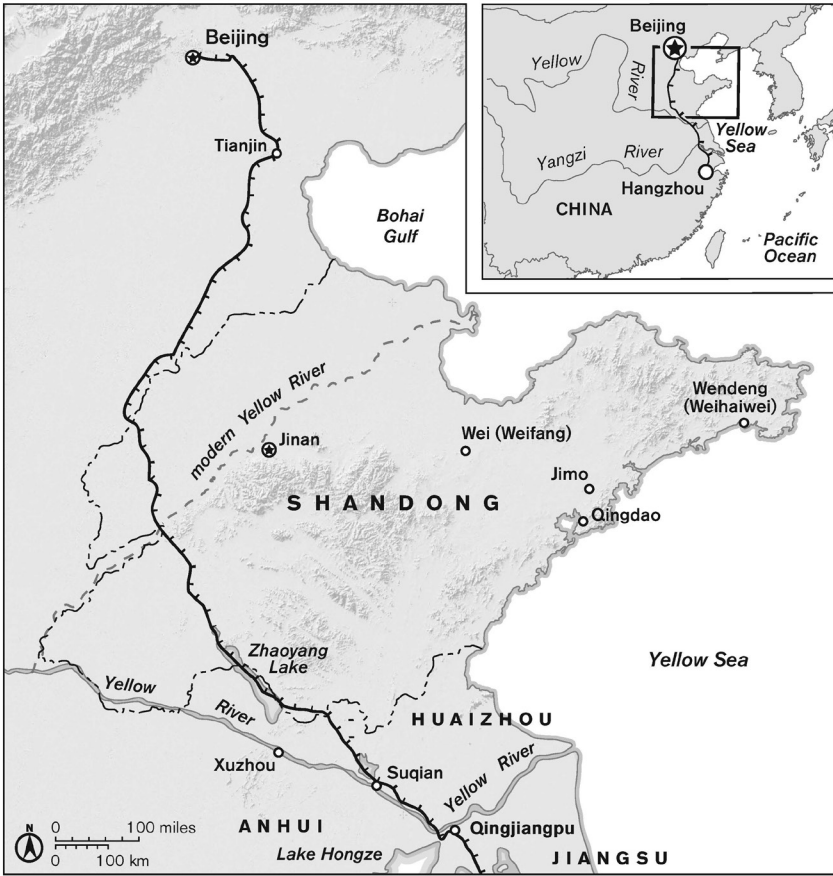 Beijing
Tianjin
Bohai
Gulf
modern Yellow River
Jinan
Wei (Weifang)
Wendeng
(Weihaiwei)
Jimo
Qingdao
SHANDONG
Zhaoyang
Lake
Yellow Sea
Yellow
River
HUAIZHOU
Xuzhou
Suqian
Yellow River
ANHUI
Qingjiangpu
Lake Hongze
JIANGSU
N
0 100 miles
0 100 km
Beijing
Yellow
River
Yellow
Sea
Yangzi River
Hangzhou
CHINA
Pacific
Ocean